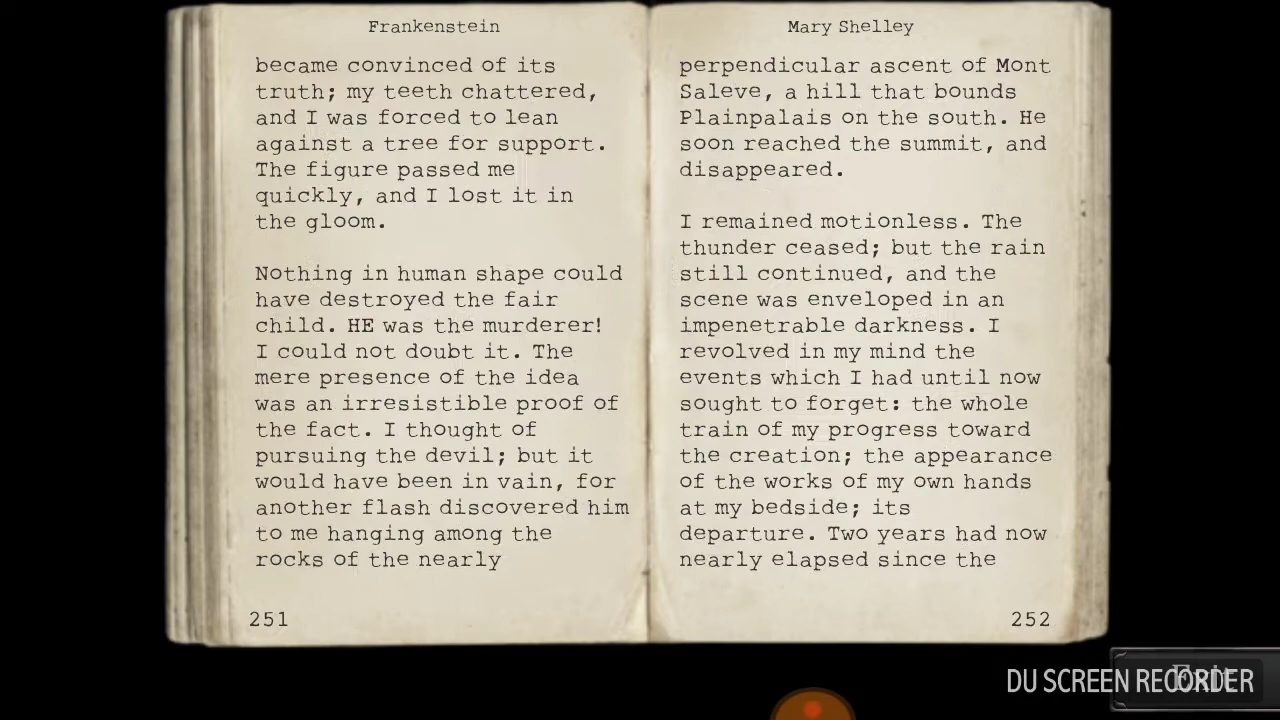 Frankenstein
became convinced of its
truth; my teeth chattered,
and I was forced to lean
against a tree for support.
The figure passed me
quickly, and I lost it in
the gloom.
Nothing in human shape could
have destroyed the fair
child. HE was the murderer!
I could not doubt it. The
mere presence of the idea
was an irresistible proof of
the fact. I thought of
pursuing the devil; but it
would have been in vain, for
another flash discovered him
to me hanging among the
rocks of the nearly
251
Mary Shelley
perpendicular ascent of Mont
Saleve, a hill that bounds
Plainpalais on the south. He
soon reached the summit, and
disappeared.
I remained motionless. The
thunder ceased; but the rain
still continued, and the
scene was enveloped in an
impenetrable darkness. I
revolved in my mind the
events which I had until now
sought to forget: the whole
train of my progress toward
the creation; the appearance
of the works of my own hands
at my bedside; its
departure. Two years had now
nearly elapsed since the
252
Exit
DU SCREEN RECORDER